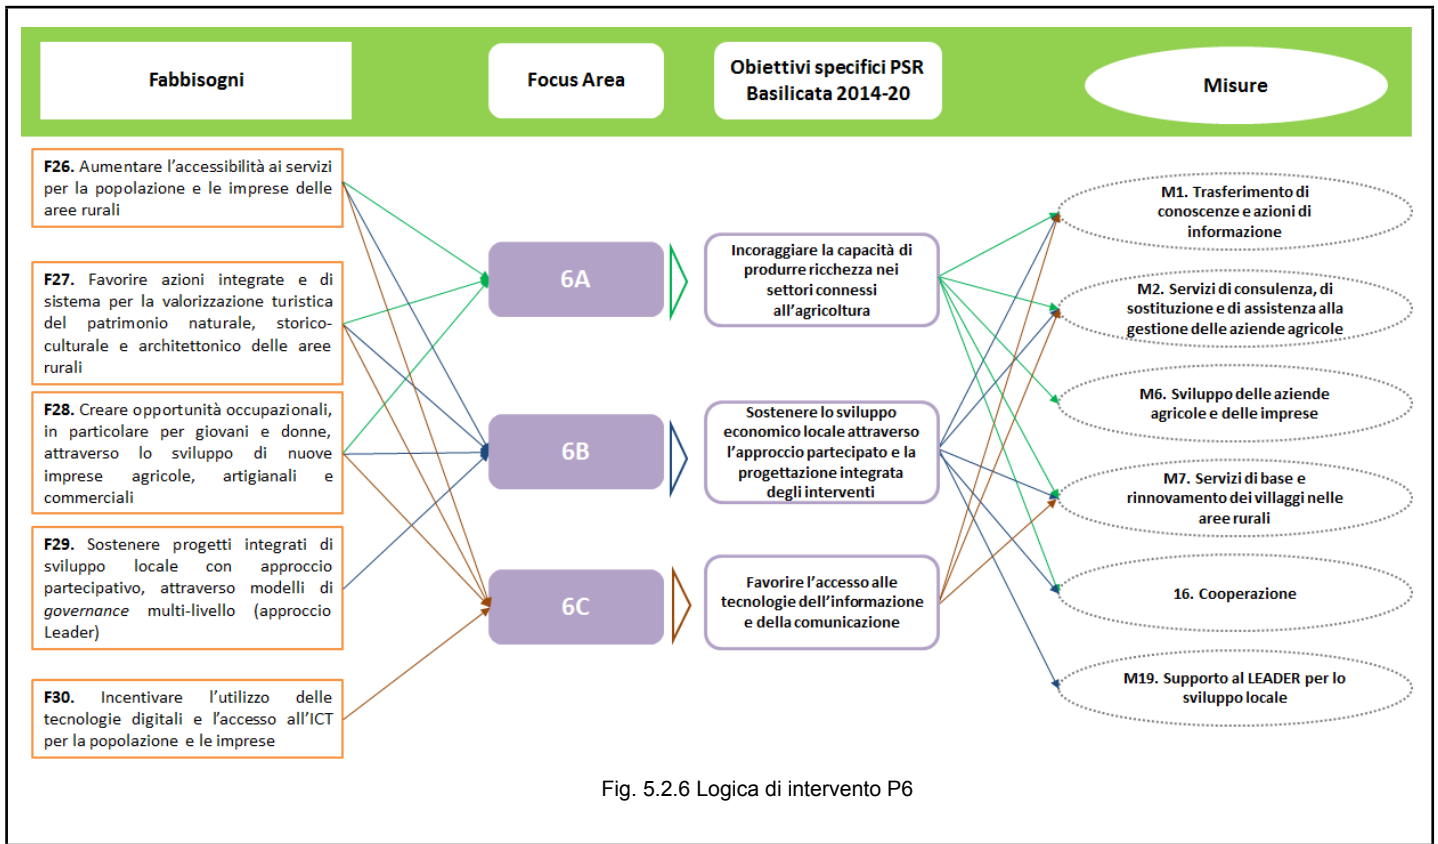 Fabbisogni
Focus Area
Obiettivi specifici PSR
Basilicata 2014-20
Misure
F26. Aumentare l’accessibilità ai servizi
per la popolazione e le imprese delle
aree rurali
F27. Favorire azioni integrate e di
sistema per la valorizzazione turistica
del patrimonio naturale, storico-
culturale e architettonico delle aree
rurali
F28. Creare opportunità occupazionali,
in particolare per giovani e donne,
attraverso lo sviluppo di nuove
imprese agricole, artigianali e
commerciali
F29. Sostenere progetti integrati di
sviluppo locale con approccio
partecipativo, attraverso modelli di
governance multi-livello (approccio
Leader)
F30. Incentivare l’utilizzo delle
tecnologie digitali e l’accesso all’ICT
per la popolazione e le imprese
6A
6B
6C
Incoraggiare la capacità di
produrre ricchezza nei
settori connessi
all’agricoltura
Sostenere lo sviluppo
economico locale attraverso
l’approccio partecipato e la
progettazione integrata
degli interventi
Favorire l’accesso alle
tecnologie dell’informazione
e della comunicazione
M1. Trasferimento di
conoscenze e azioni di
informazione
M2. Servizi di consulenza, di
sostituzione e di assistenza alla
gestione delle aziende agricole
M6. Sviluppo delle aziende
agricole e delle imprese
M7. Servizi di base e
rinnovamento dei villaggi nelle
aree rurali
16. Cooperazione
M19. Supporto al LEADER per lo
sviluppo locale
Fig. 5.2.6 Logica di intervento P6